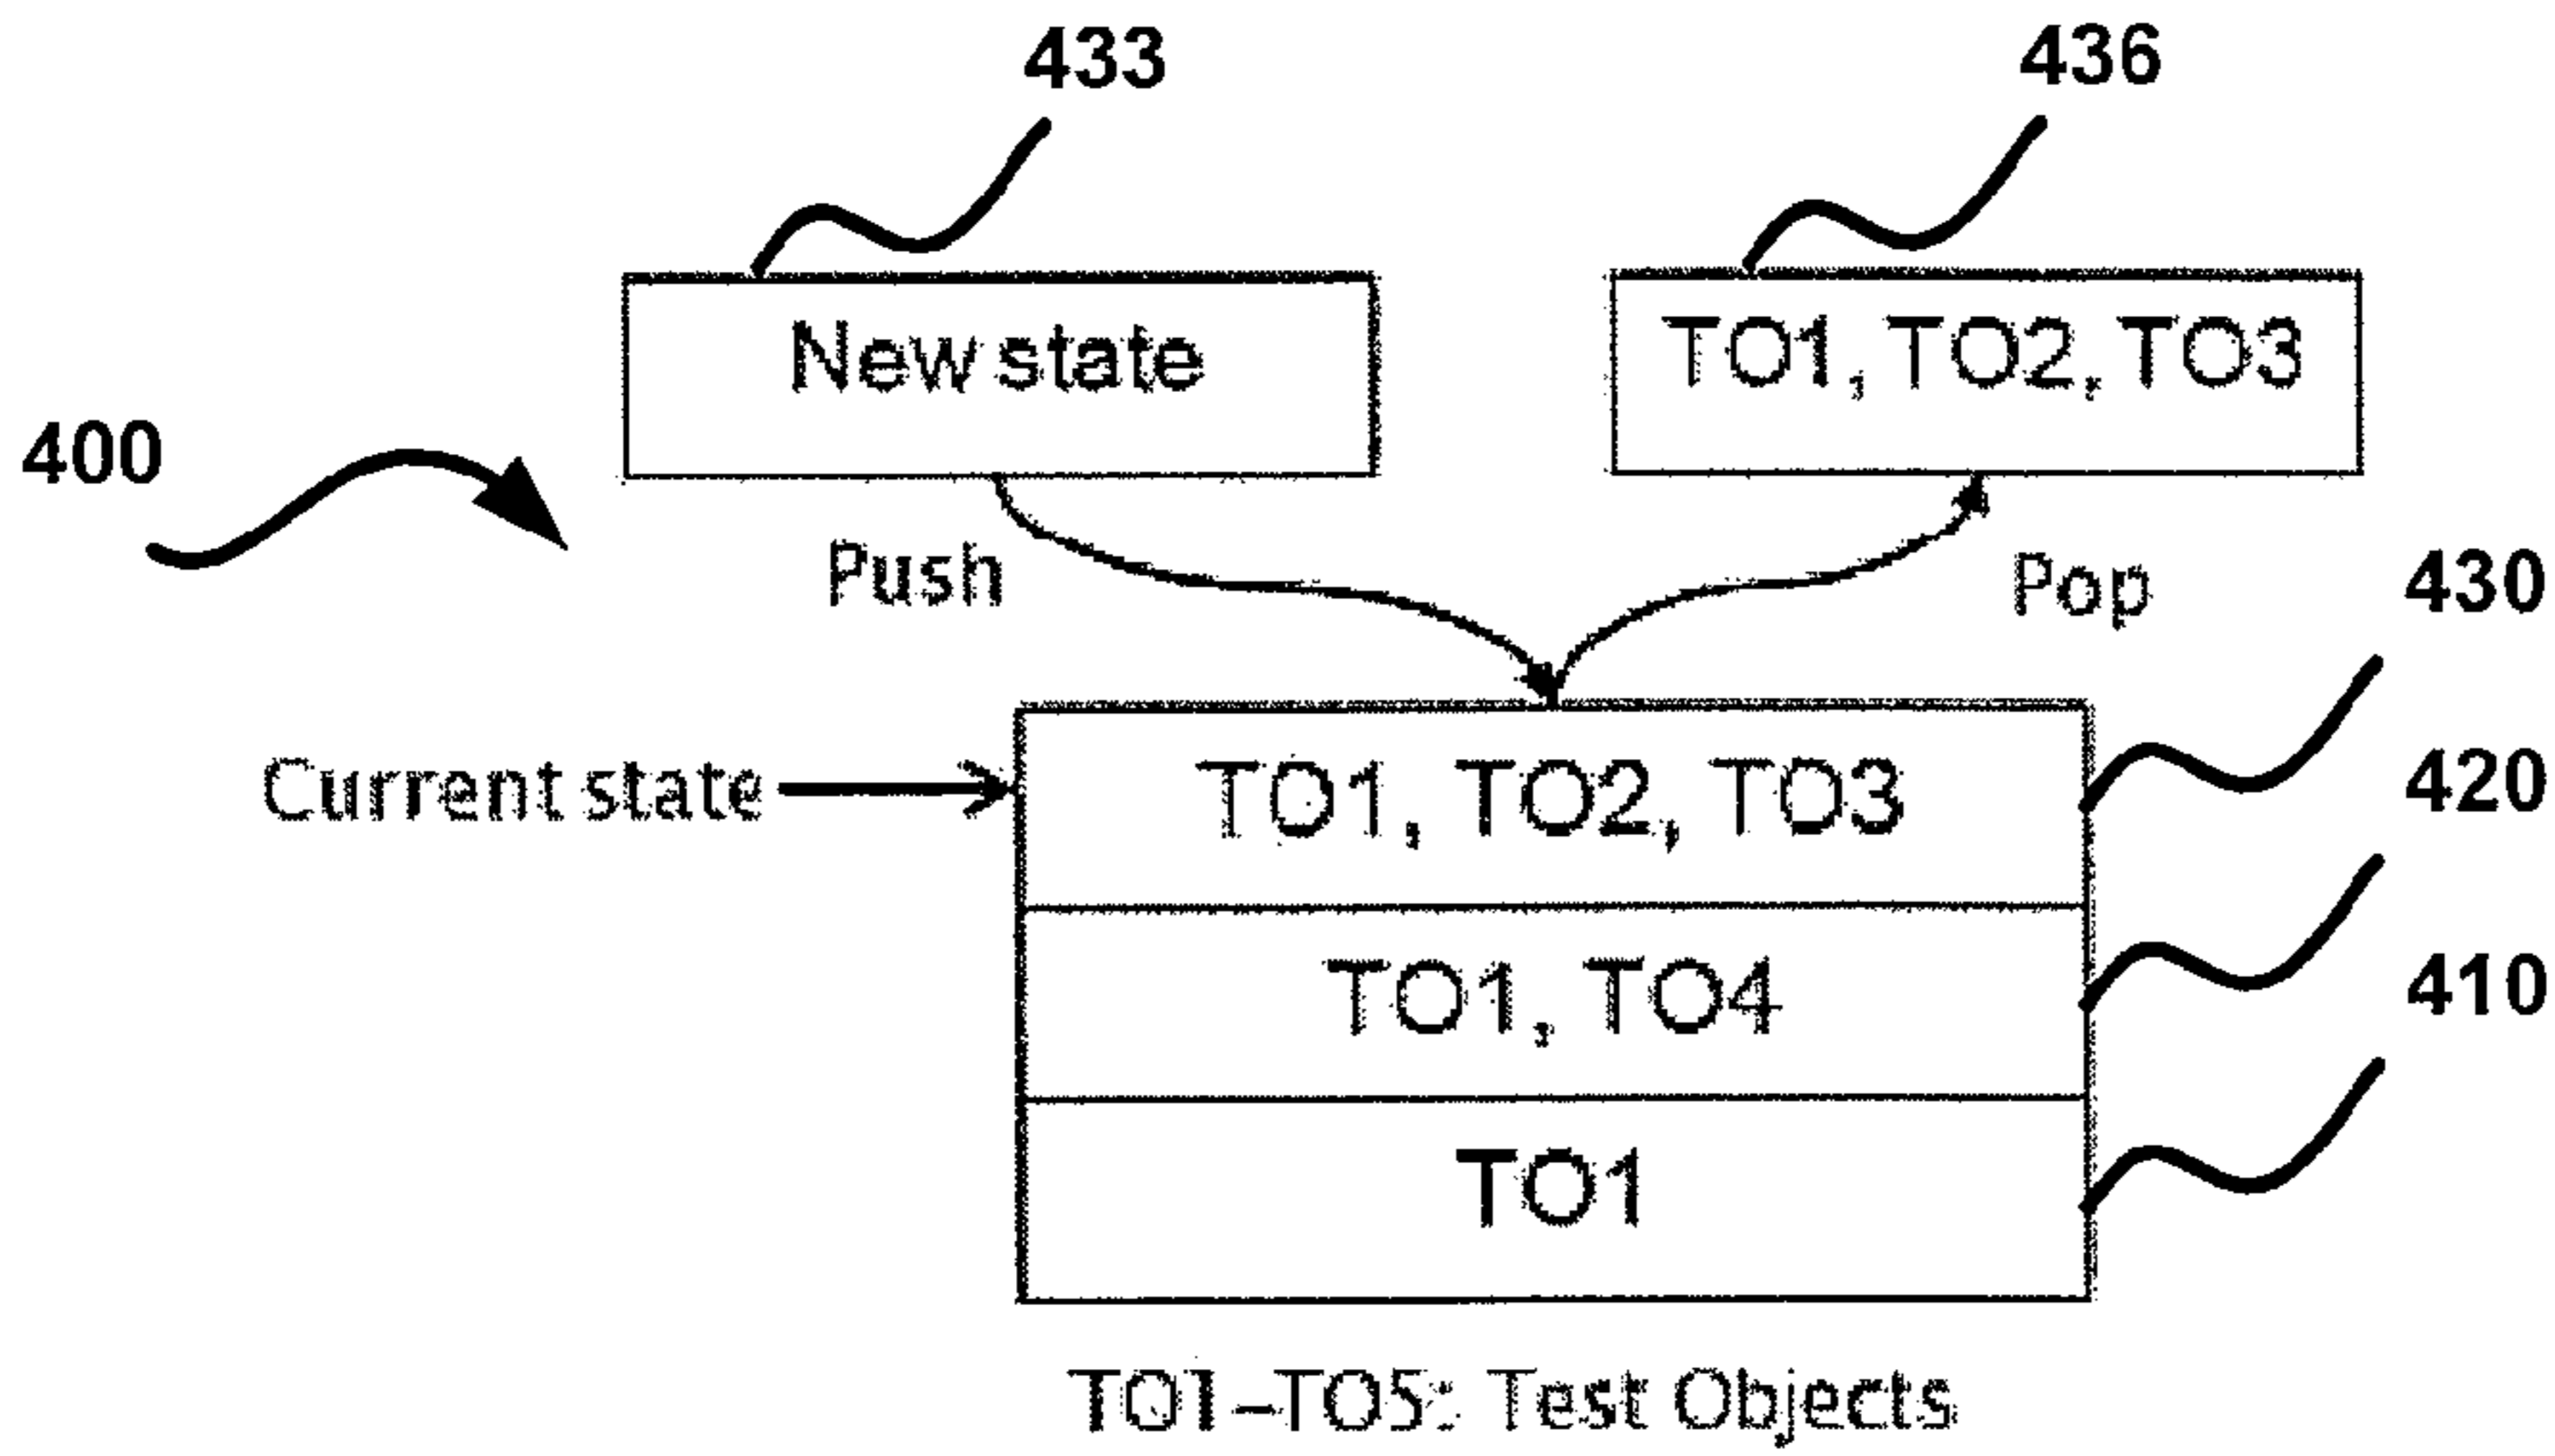 433
436
New state
TO1, TO2, TO3
400
Push
Pop
430
Current state
TO1, TO2, TO3
420
TO1, TO4
410
TO1
TO1–TO5: Test Objects